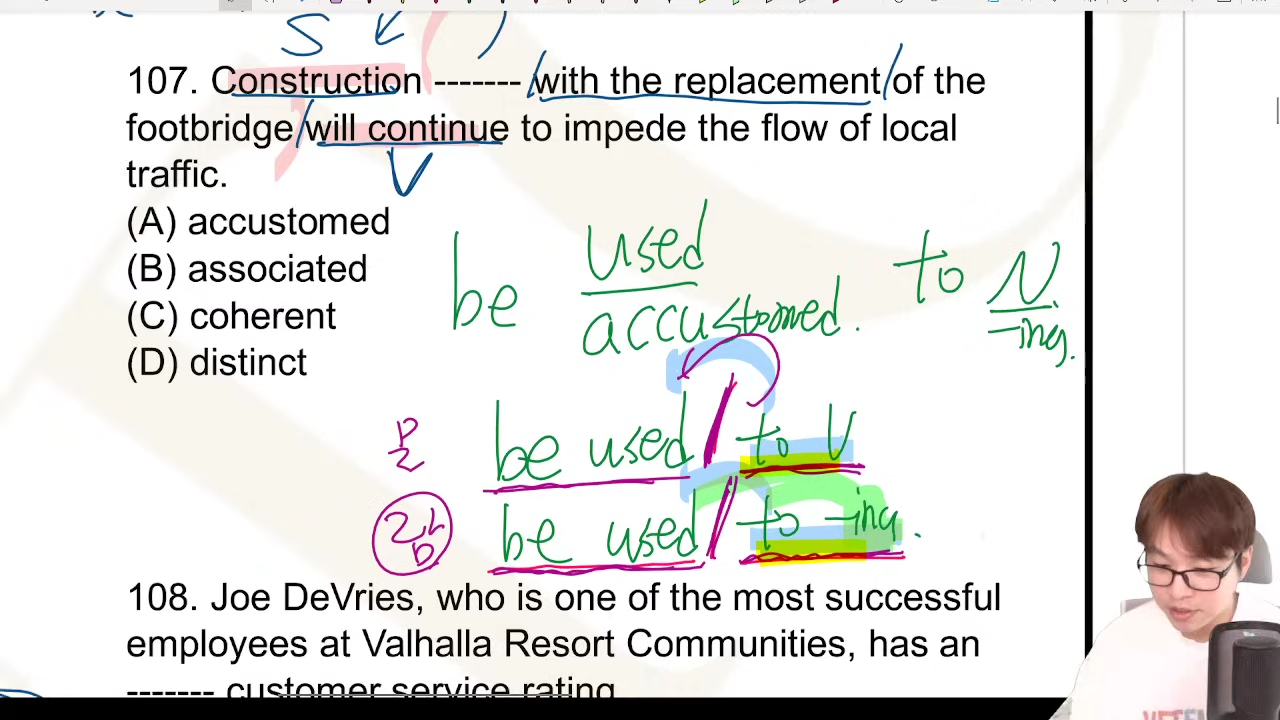 S
107. Construction ------- with the replacement of the
footbridge will continue to impede the flow of local
V
traffic.
(A) accustomed
(B) associated
(C) coherent
(D) distinct
be used to N
accustomed. -ing.
be used / to V
be used / to -ing.
108. Joe DeVries, who is one of the most successful
employees at Valhalla Resort Communities, has an
------- customer service rating.